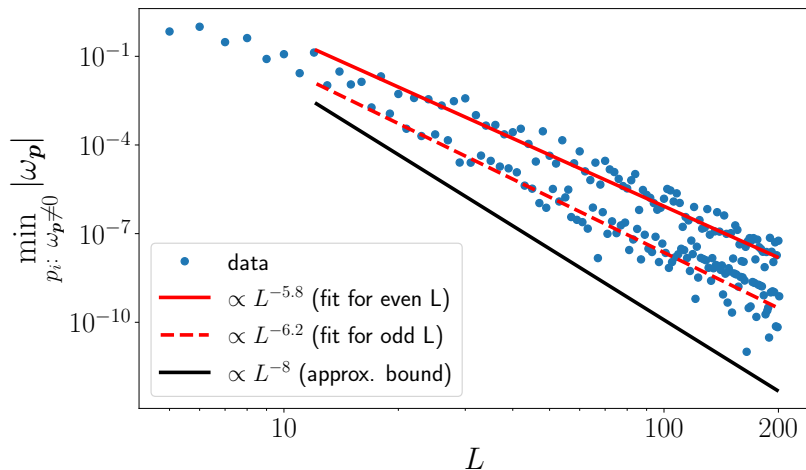 10⁻¹
10⁻⁴
10⁻⁷
10⁻¹⁰
min |ω_𝒑|
p_i: ω_𝒑≠0
data
∝ L⁻⁵·⁸ (fit for even L)
∝ L⁻⁶·² (fit for odd L)
∝ L⁻⁸ (approx. bound)
10 100 200
L